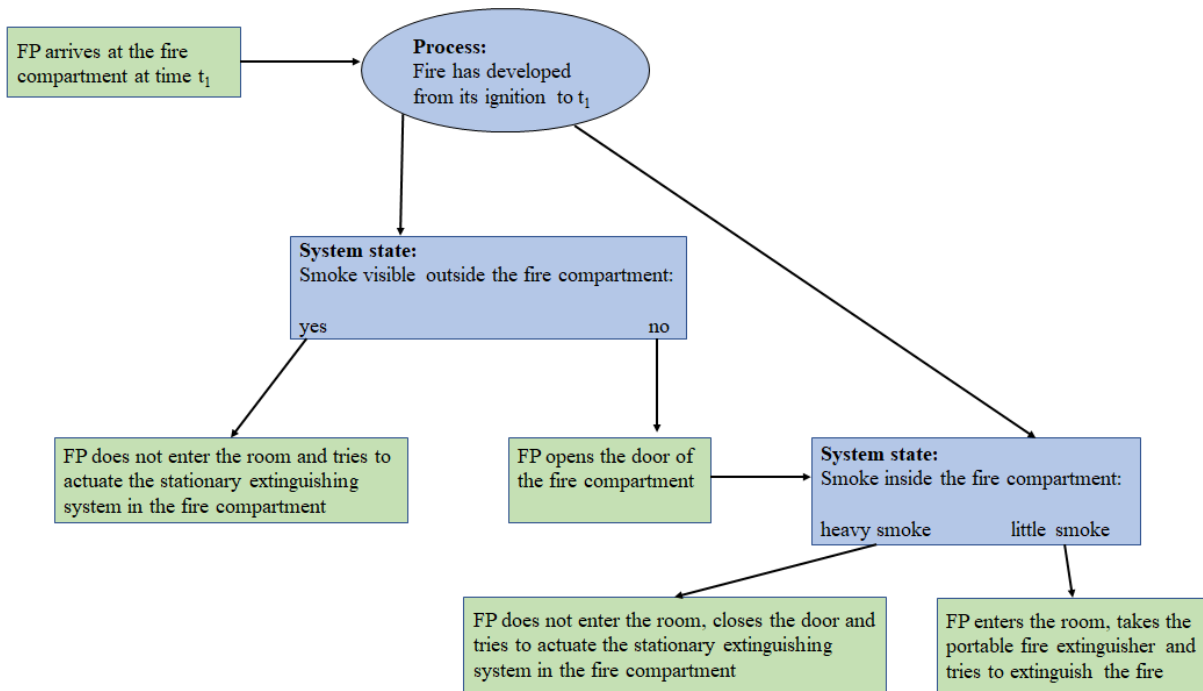 FP arrives at the fire
compartment at time t₁
Process:
Fire has developed
from its ignition to t₁
System state:
Smoke visible outside the fire compartment:
yes no
FP does not enter the room and tries to
actuate the stationary extinguishing
system in the fire compartment
FP opens the door of
the fire compartment
System state:
Smoke inside the fire compartment:
heavy smoke little smoke
FP does not enter the room, closes the door and
tries to actuate the stationary extinguishing
system in the fire compartment
FP enters the room, takes the
portable fire extinguisher and
tries to extinguish the fire